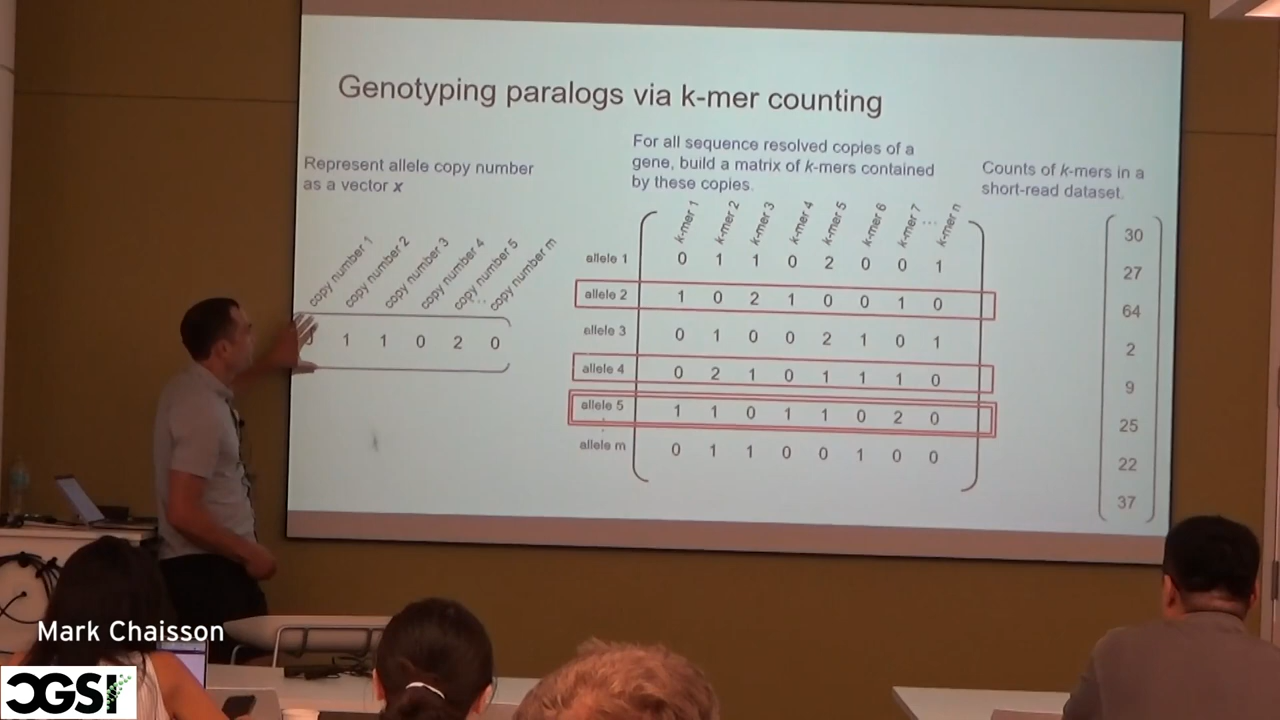 Genotyping paralogs via k-mer counting
Represent allele copy number
as a vector x
copy number 1
copy number 2
copy number 3
copy number 4
copy number 5
...
copy number m
1 1 0 2 0
For all sequence resolved copies of a
gene, build a matrix of k-mers contained
by these copies.
k-mer 1
k-mer 2
k-mer 3
k-mer 4
k-mer 5
k-mer 6
k-mer 7
...
k-mer n
allele 1 0 1 1 0 2 0 0 1
allele 2 1 0 2 1 0 0 1 0
allele 3 0 1 0 0 2 1 0 1
allele 4 0 2 1 0 1 1 1 0
allele 5 1 1 0 1 1 0 2 0
allele m 0 1 1 0 0 1 0 0
Counts of k-mers in a
short-read dataset.
30
27
64
2
9
25
22
37
Mark Chaisson
CGSI